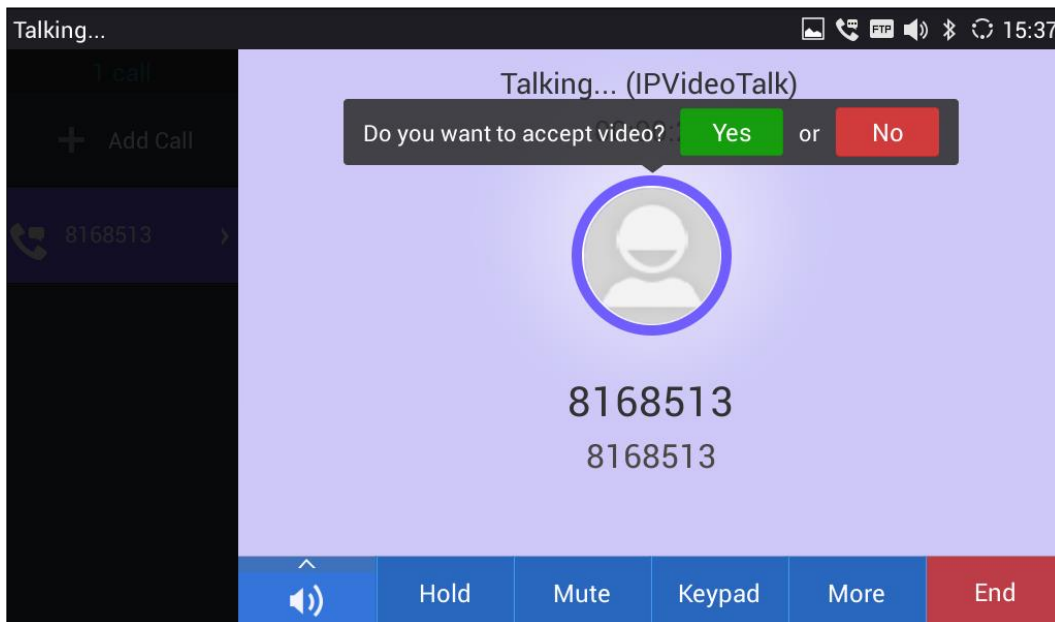 Talking...
FTP
15:37
1 call
Add Call
8168513
Talking... (IPVideoTalk)
Do you want to accept video? Yes or No
8168513
8168513
Hold Mute Keypad More End